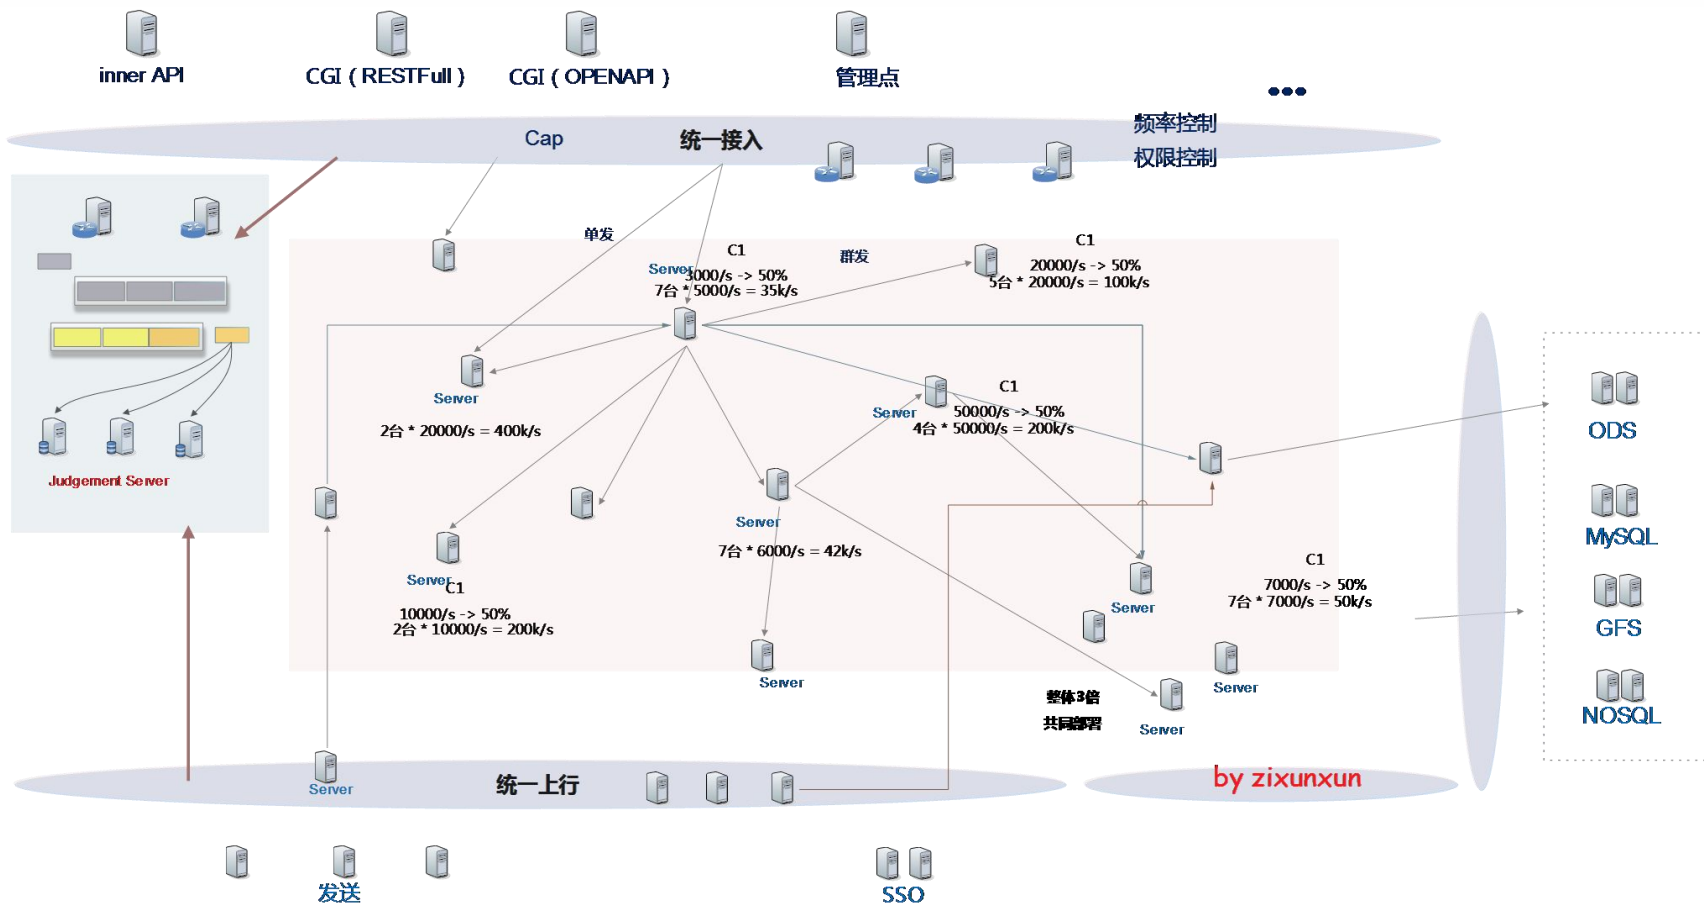 inner API
CGI ( RESTFull )
CGI ( OPENAPI )
管理点
●●●
Cap
统一接入
频率控制
权限控制
单发
C1
群发
C1
Server
3000/s -> 50%
7台 * 5000/s = 35k/s
20000/s -> 50%
5台 * 20000/s = 100k/s
Server
2台 * 20000/s = 400k/s
C1
Server
50000/s -> 50%
4台 * 50000/s = 200k/s
ODS
Judgement Server
Server
7台 * 6000/s = 42k/s
MySQL
Server
C1
10000/s -> 50%
2台 * 10000/s = 200k/s
C1
7000/s -> 50%
7台 * 7000/s = 50k/s
Server
GFS
Server
Server
整体3倍
共同部署
Server
NOSQL
统一上行
Server
by zixunxun
发送
SSO